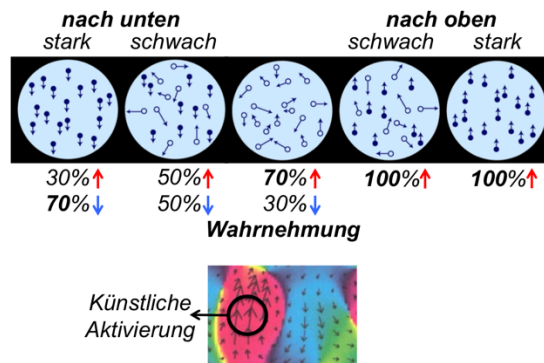 nach unten nach oben
stark schwach schwach stark
30%↑ 50%↑ 70%↑ 100%↑ 100%↑
70%↓ 50%↓ 30%↓
Wahrnehmung
Künstliche
Aktivierung